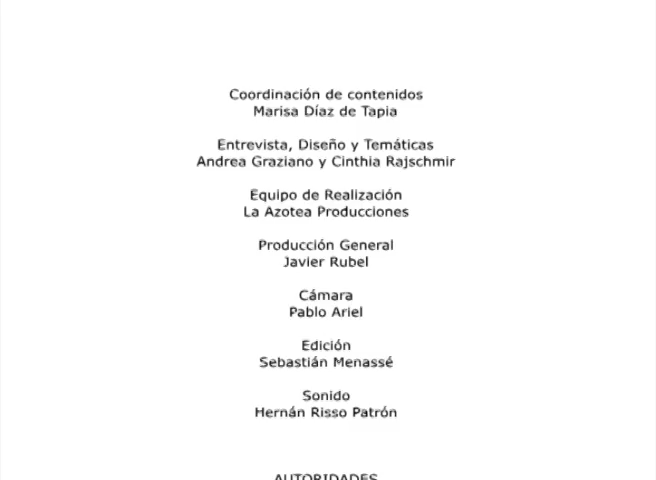 Coordinación de contenidos
Marisa Díaz de Tapia
Entrevista, Diseño y Temáticas
Andrea Graziano y Cinthia Rajschmir
Equipo de Realización
La Azotea Producciones
Producción General
Javier Rubel
Cámara
Pablo Ariel
Edición
Sebastián Menassé
Sonido
Hernán Risso Patrón
AUTORIDADES